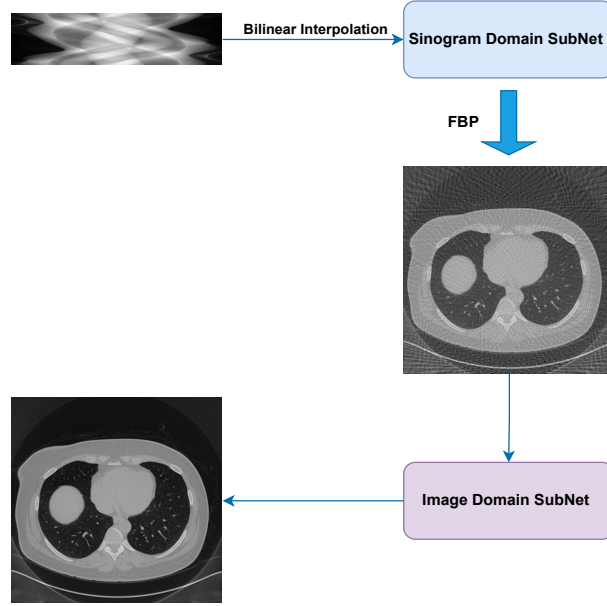 Bilinear Interpolation
Sinogram Domain SubNet
FBP
Image Domain SubNet